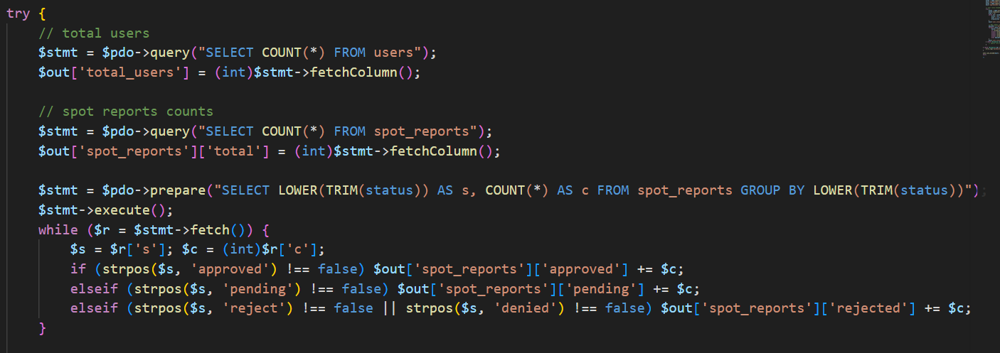 try {
    // total users
    $stmt = $pdo->query("SELECT COUNT(*) FROM users");
    $out['total_users'] = (int)$stmt->fetchColumn();

    // spot reports counts
    $stmt = $pdo->query("SELECT COUNT(*) FROM spot_reports");
    $out['spot_reports']['total'] = (int)$stmt->fetchColumn();

    $stmt = $pdo->prepare("SELECT LOWER(TRIM(status)) AS s, COUNT(*) AS c FROM spot_reports GROUP BY LOWER(TRIM(status))");
    $stmt->execute();
    while ($r = $stmt->fetch()) {
        $s = $r['s']; $c = (int)$r['c'];
        if (strpos($s, 'approved') !== false) $out['spot_reports']['approved'] += $c;
        elseif (strpos($s, 'pending') !== false) $out['spot_reports']['pending'] += $c;
        elseif (strpos($s, 'reject') !== false || strpos($s, 'denied') !== false) $out['spot_reports']['rejected'] += $c;
    }